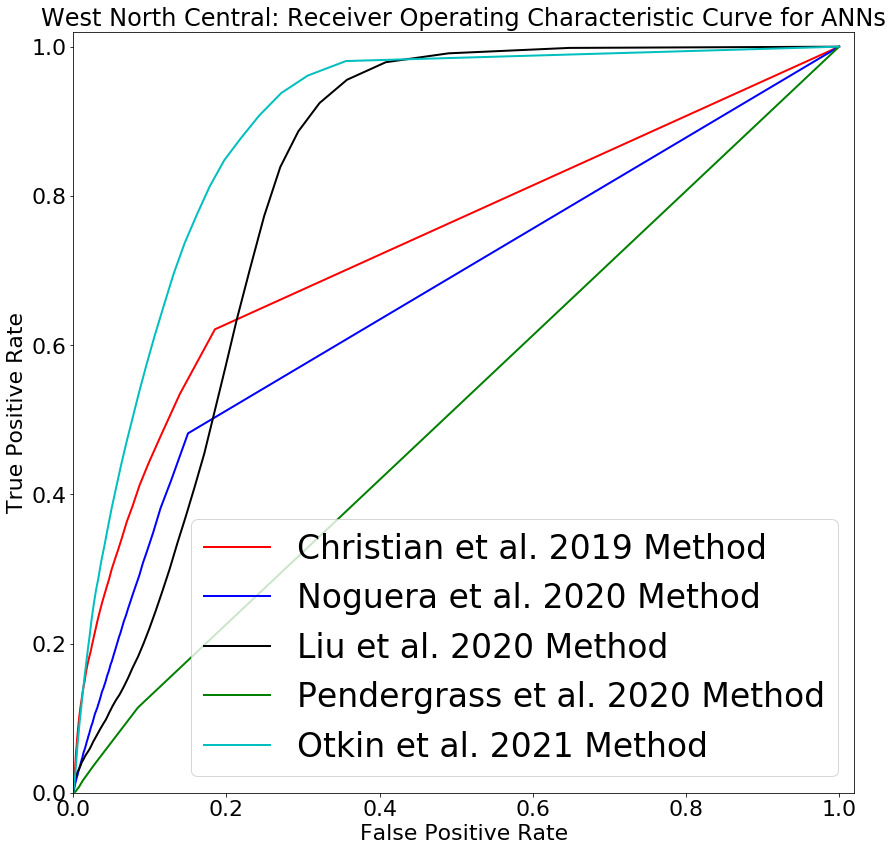 West North Central: Receiver Operating Characteristic Curve for ANNs
1.0
0.8
0.6
0.4
0.2
0.0
True Positive Rate
Christian et al. 2019 Method
Noguera et al. 2020 Method
Liu et al. 2020 Method
Pendergrass et al. 2020 Method
Otkin et al. 2021 Method
0.0 0.2 0.4 0.6 0.8 1.0
False Positive Rate